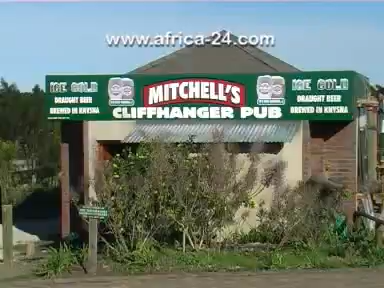 www.africa-24.com
ICE COLD
DRAUGHT BEER
BREWED IN KNYSNA
MITCHELL'S
CLIFFHANGER PUB
ICE COLD
DRAUGHT BEER
BREWED IN KNYSNA